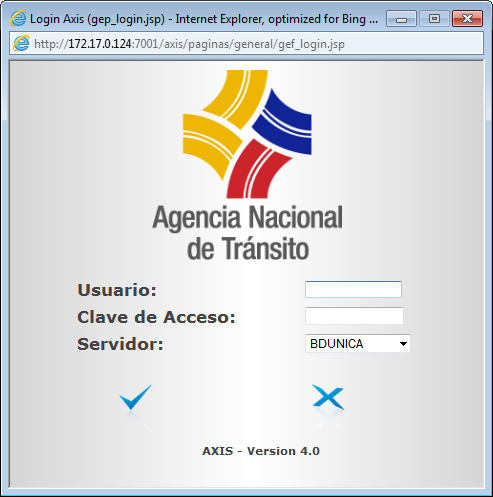 Login Axis (gep_login.jsp) - Internet Explorer, optimized for Bing ...
http://172.17.0.124:7001/axis/paginas/general/gef_login.jsp
Agencia Nacional
de Tránsito
Usuario:
Clave de Acceso:
Servidor: BDUNICA
AXIS - Version 4.0